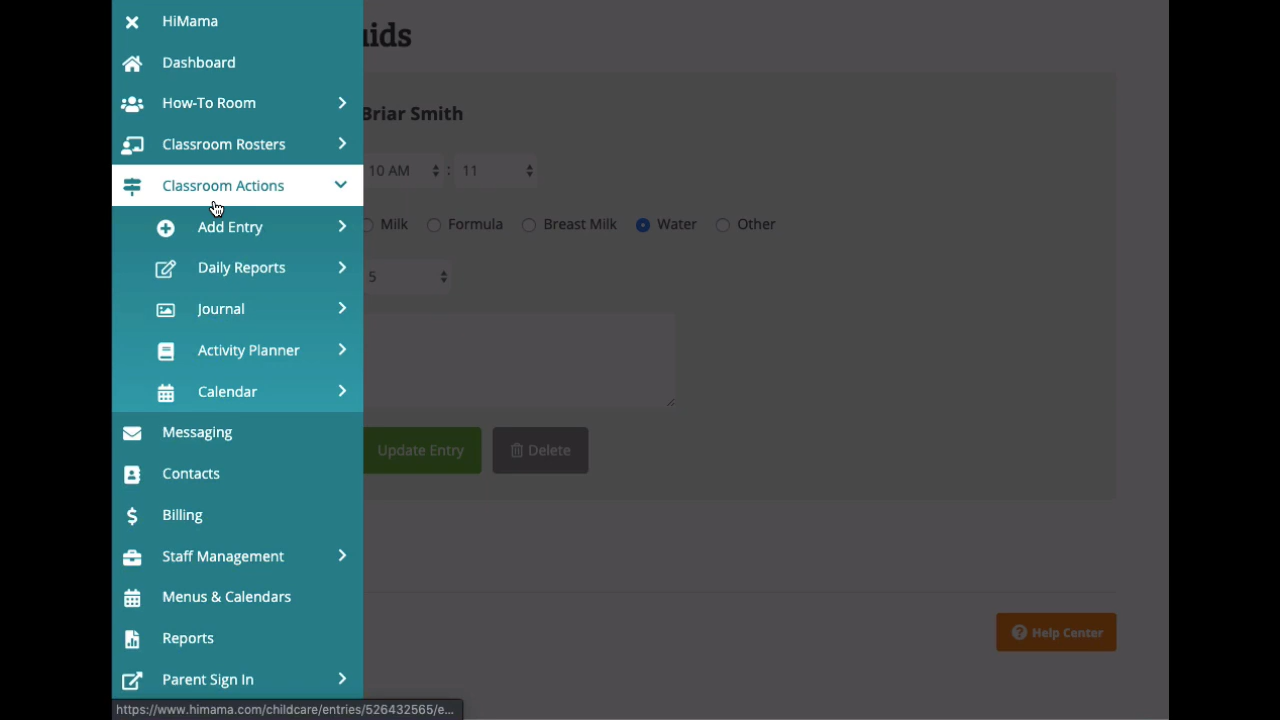 HiMama
uids
Dashboard
How-To Room
Briar Smith
Classroom Rosters
10 AM : 11
Classroom Actions
Milk Formula Breast Milk Water Other
Add Entry
Daily Reports
5
Journal
Activity Planner
Calendar
Messaging
Update Entry Delete
Contacts
Billing
Staff Management
Menus & Calendars
Reports
Help Center
Parent Sign In
https://www.himama.com/childcare/entries/526432565/e...